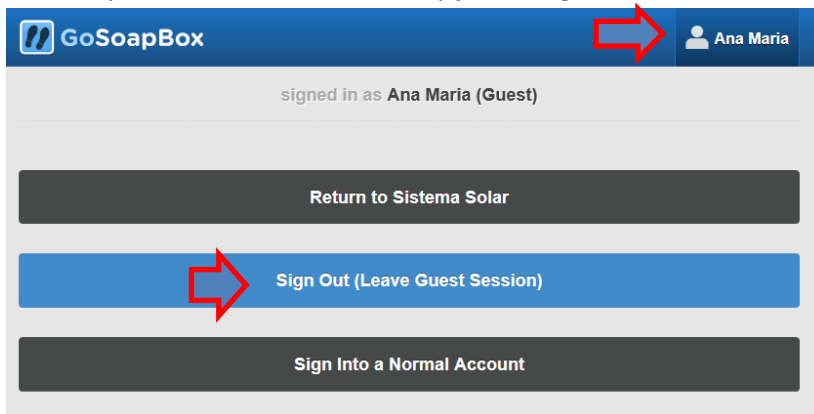 GoSoapBox
Ana Maria
signed in as Ana Maria (Guest)
Return to Sistema Solar
Sign Out (Leave Guest Session)
Sign Into a Normal Account